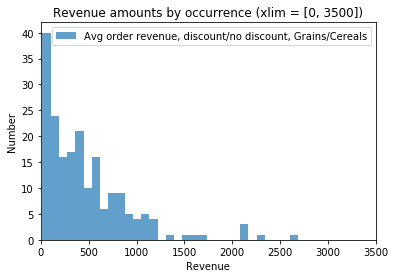 Revenue amounts by occurrence (xlim = [0, 3500])
Avg order revenue, discount/no discount, Grains/Cereals
Number
40
35
30
25
20
15
10
5
0
0 500 1000 1500 2000 2500 3000 3500
Revenue